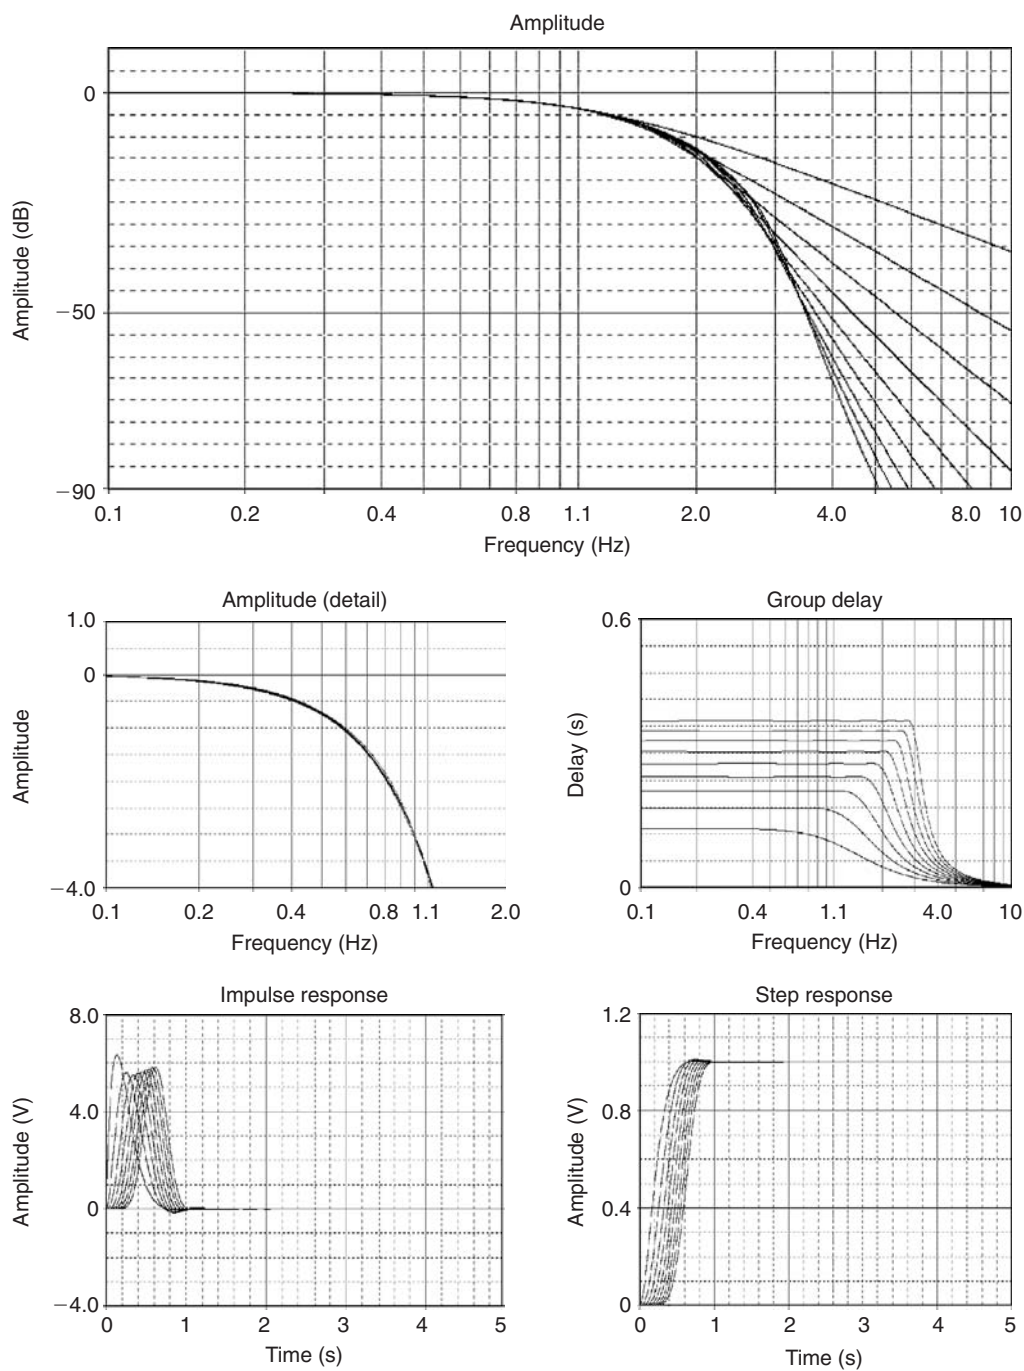 Amplitude
0
−50
−90
Amplitude (dB)
0.1 0.2 0.4 0.8 1.1 2.0 4.0 8.0 10
Frequency (Hz)
Amplitude (detail)
1.0
0
−4.0
Amplitude
0.1 0.2 0.4 0.8 1.1 2.0
Frequency (Hz)
Group delay
0.6
0
Delay (s)
0.1 0.4 1.1 4.0 10
Frequency (Hz)
Impulse response
8.0
4.0
0
−4.0
Amplitude (V)
0 1 2 3 4 5
Time (s)
Step response
1.2
0.8
0.4
0
Amplitude (V)
0 1 2 3 4 5
Time (s)